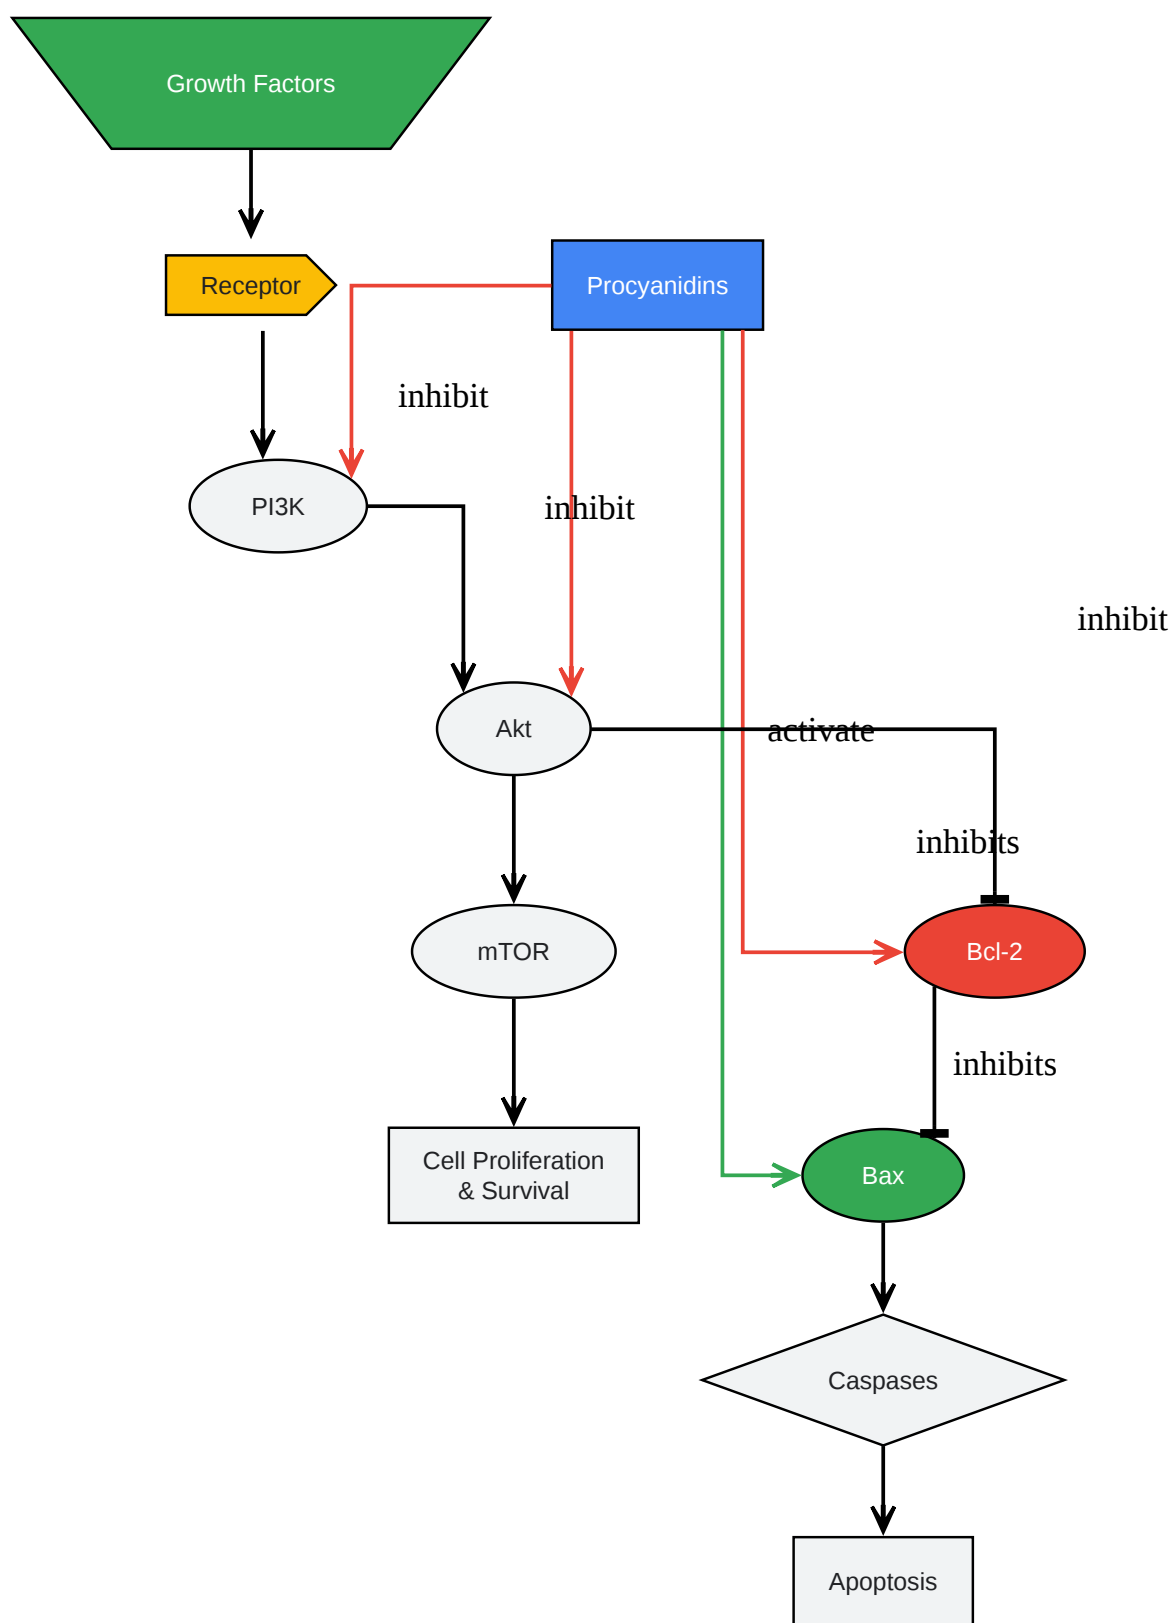 Growth Factors
Receptor
Procyanidins
inhibit
PI3K
inhibit
inhibit
Akt
activate
inhibits
mTOR
Bcl-2
inhibits
Cell Proliferation
& Survival
Bax
Caspases
Apoptosis